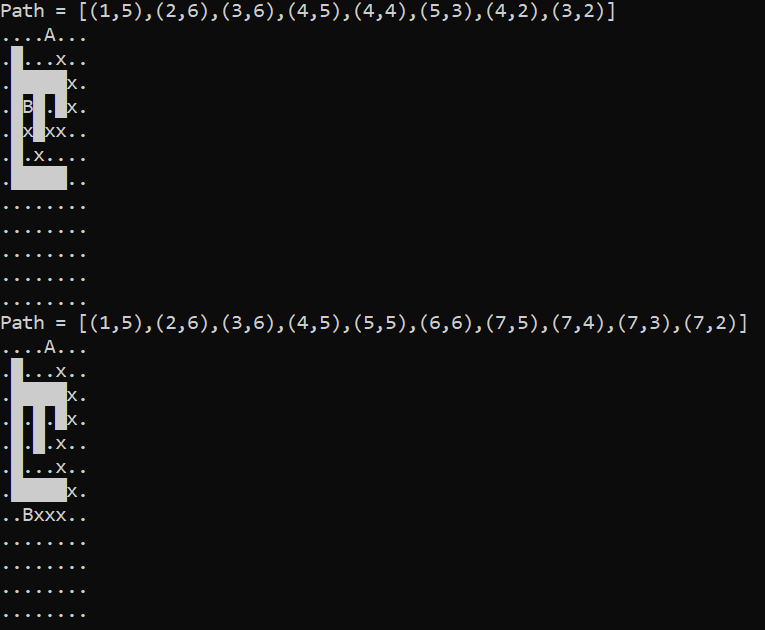 Path = [(1,5),(2,6),(3,6),(4,5),(4,4),(5,3),(4,2),(3,2)]
....A...
.█...x..
.█████x.
.█B█.█x.
.█x█xx..
.█.x....
.█████..
........
........
........
........
........
Path = [(1,5),(2,6),(3,6),(4,5),(5,5),(6,6),(7,5),(7,4),(7,3),(7,2)]
....A...
.█...x..
.█████x.
.█.█.█x.
.█.█.x..
.█...x..
.█████x.
..Bxxx..
........
........
........
........